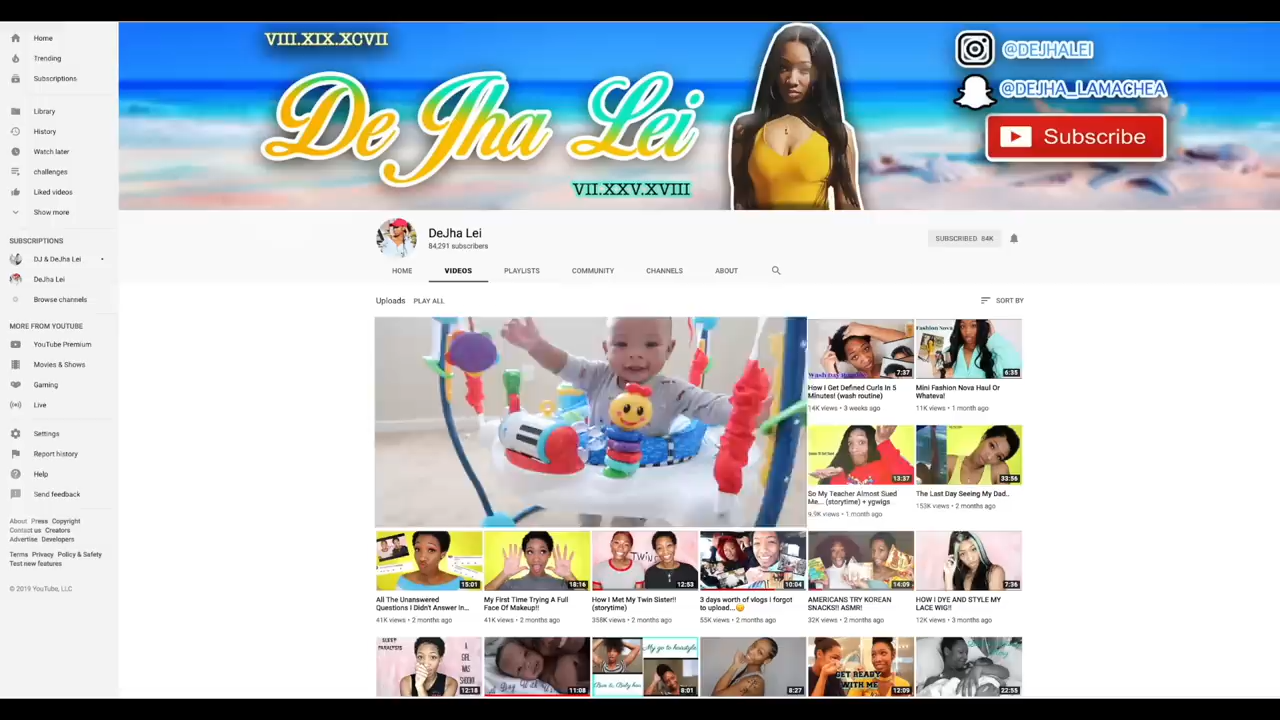 Home
Trending
Subscriptions
Library
History
Watch later
challenges
Liked videos
Show more
SUBSCRIPTIONS
DJ & DeJha Lei
DeJha Lei
Browse channels
MORE FROM YOUTUBE
YouTube Premium
Movies & Shows
Gaming
Live
Settings
Report history
Help
Send feedback
About Press Copyright
Contact us Creators
Advertise Developers
Terms Privacy Policy & Safety
Test new features
© 2019 YouTube, LLC
VIII.XIX.XCVII
DeJha Lei
VII.XXV.XVIII
@DEJHALEI
@DEJHA_LAMACHEA
Subscribe
DeJha Lei
84,291 subscribers
SUBSCRIBED 84K
HOME VIDEOS PLAYLISTS COMMUNITY CHANNELS ABOUT
Uploads PLAY ALL
SORT BY
7:37
How I Get Defined Curls In 5
Minutes! (wash routine)
14K views • 3 weeks ago
Fashion Nova
6:35
Mini Fashion Nova Haul Or
Whateva!
11K views • 1 month ago
13:37
So My Teacher Almost Sued
Me... (storytime) + ygwigs
9.9K views • 1 month ago
33:56
The Last Day Seeing My Dad..
153K views • 2 months ago
15:01
All The Unanswered
Questions I Didn't Answer In...
41K views • 2 months ago
18:16
My First Time Trying A Full
Face Of Makeup!!
41K views • 2 months ago
TWiN
12:53
How I Met My Twin Sister!!
(storytime)
358K views • 2 months ago
10:04
3 days worth of vlogs I forgot
to upload...😔
55K views • 2 months ago
14:09
AMERICANS TRY KOREAN
SNACKS!! ASMR!
32K views • 2 months ago
7:36
HOW I DYE AND STYLE MY
LACE WIG!!
12K views • 3 months ago
SLEEP
PARALYSIS
A
GIRL
WAS
SHOOK
12:18
11:08
My go to hairstyle
8:01
8:27
GET READY
WITH ME
12:09
22:55